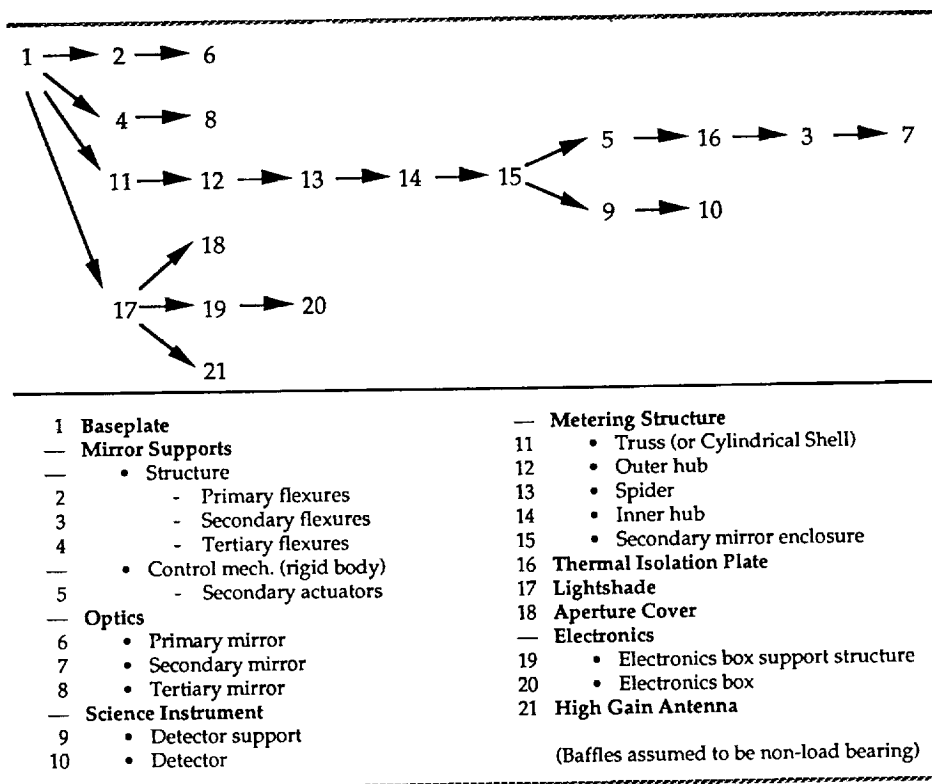 1 2 6
4 8
5 16 3 7
11 12 13 14 15
9 10
18
17 19 20
21
1 Baseplate
— Mirror Supports
— • Structure
2 - Primary flexures
3 - Secondary flexures
4 - Tertiary flexures
— • Control mech. (rigid body)
5 - Secondary actuators
— Optics
6 • Primary mirror
7 • Secondary mirror
8 • Tertiary mirror
— Science Instrument
9 • Detector support
10 • Detector
— Metering Structure
11 • Truss (or Cylindrical Shell)
12 • Outer hub
13 • Spider
14 • Inner hub
15 • Secondary mirror enclosure
16 Thermal Isolation Plate
17 Lightshade
18 Aperture Cover
— Electronics
19 • Electronics box support structure
20 • Electronics box
21 High Gain Antenna
(Baffles assumed to be non-load bearing)